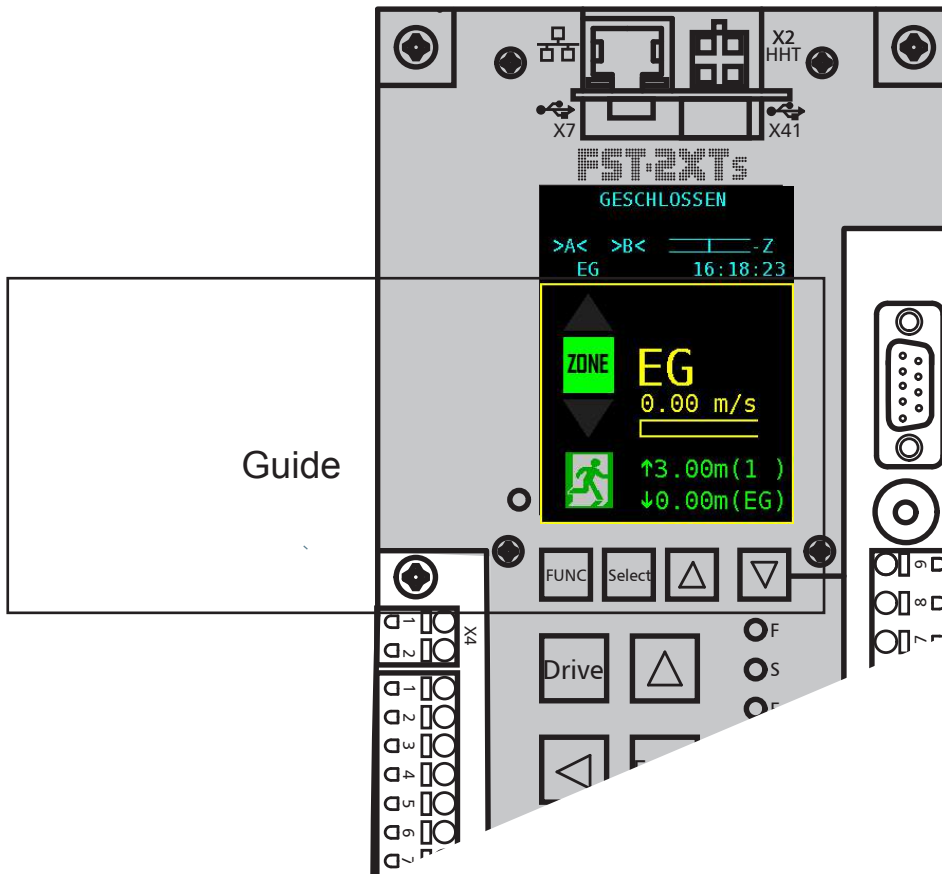 X2
HHT
X7
X41
FST-2XTs
GESCHLOSSEN
>A< >B< -Z
EG 16:18:23
ZONE
EG
0.00 m/s
Guide
↑3.00m(1 )
↓0.00m(EG)
FUNC
Select
X4
1
2
F
S
Drive
1
2
3
4
5
6
7
9
8
7